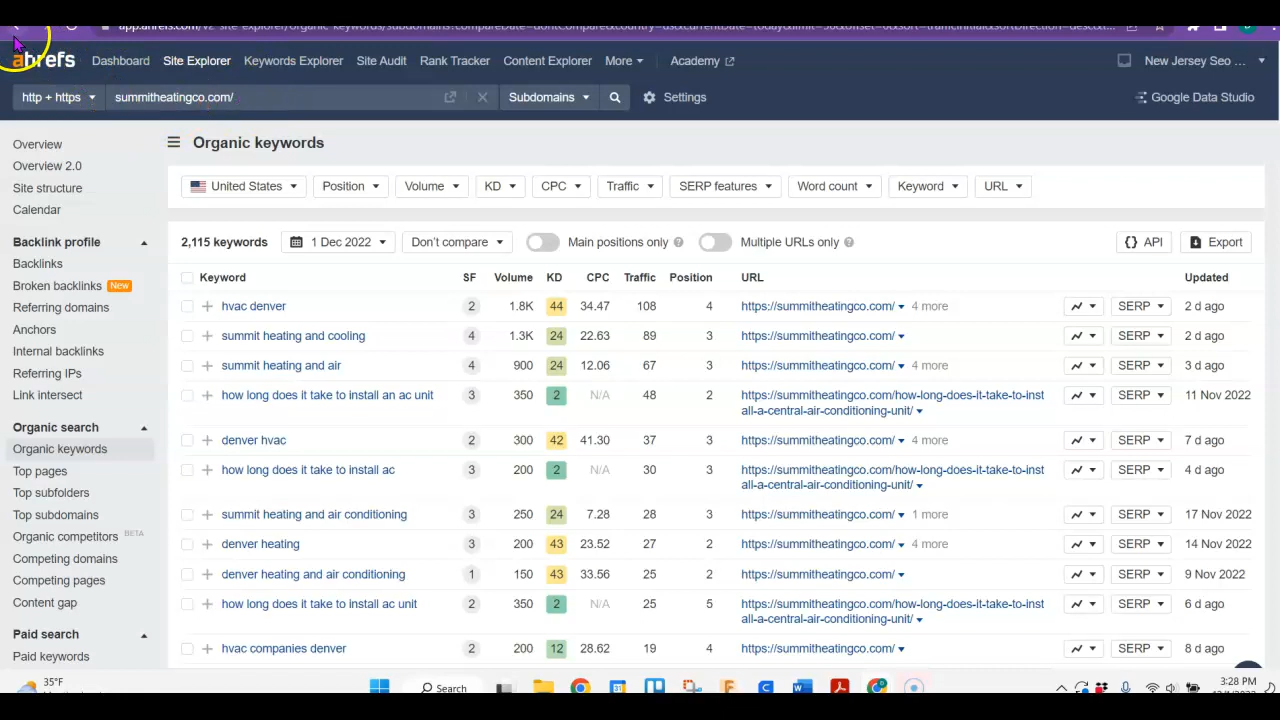 ahrefs Dashboard Site Explorer Keywords Explorer Site Audit Rank Tracker Content Explorer More Academy New Jersey Seo ...
http + https summitheatingco.com/ Subdomains Settings Google Data Studio
Overview
Overview 2.0
Site structure
Calendar
Backlink profile
Backlinks
Broken backlinks New
Referring domains
Anchors
Internal backlinks
Referring IPs
Link intersect
Organic search
Organic keywords
Top pages
Top subfolders
Top subdomains
Organic competitors BETA
Competing domains
Competing pages
Content gap
Paid search
Paid keywords
Organic keywords
United States Position Volume KD CPC Traffic SERP features Word count Keyword URL
2,115 keywords 1 Dec 2022 Don't compare Main positions only ? Multiple URLs only ? {} API Export
Keyword SF Volume KD CPC Traffic Position URL Updated
hvac denver 2 1.8K 44 34.47 108 4 https://summitheatingco.com/ 4 more SERP 2 d ago
summit heating and cooling 4 1.3K 24 22.63 89 3 https://summitheatingco.com/ SERP 2 d ago
summit heating and air 4 900 24 12.06 67 3 https://summitheatingco.com/ 4 more SERP 3 d ago
how long does it take to install an ac unit 3 350 2 N/A 48 2 https://summitheatingco.com/how-long-does-it-take-to-inst SERP 11 Nov 2022
all-a-central-air-conditioning-unit/
denver hvac 2 300 42 41.30 37 3 https://summitheatingco.com/ 4 more SERP 7 d ago
how long does it take to install ac 3 200 2 N/A 30 3 https://summitheatingco.com/how-long-does-it-take-to-inst SERP 4 d ago
all-a-central-air-conditioning-unit/
summit heating and air conditioning 3 250 24 7.28 28 3 https://summitheatingco.com/ 1 more SERP 17 Nov 2022
denver heating 3 200 43 23.52 27 2 https://summitheatingco.com/ 4 more SERP 14 Nov 2022
denver heating and air conditioning 1 150 43 33.56 25 2 https://summitheatingco.com/ SERP 9 Nov 2022
how long does it take to install ac unit 2 350 2 N/A 25 5 https://summitheatingco.com/how-long-does-it-take-to-inst SERP 6 d ago
all-a-central-air-conditioning-unit/
hvac companies denver 2 200 12 28.62 19 4 https://summitheatingco.com/ SERP 8 d ago
35°F Search 3:28 PM